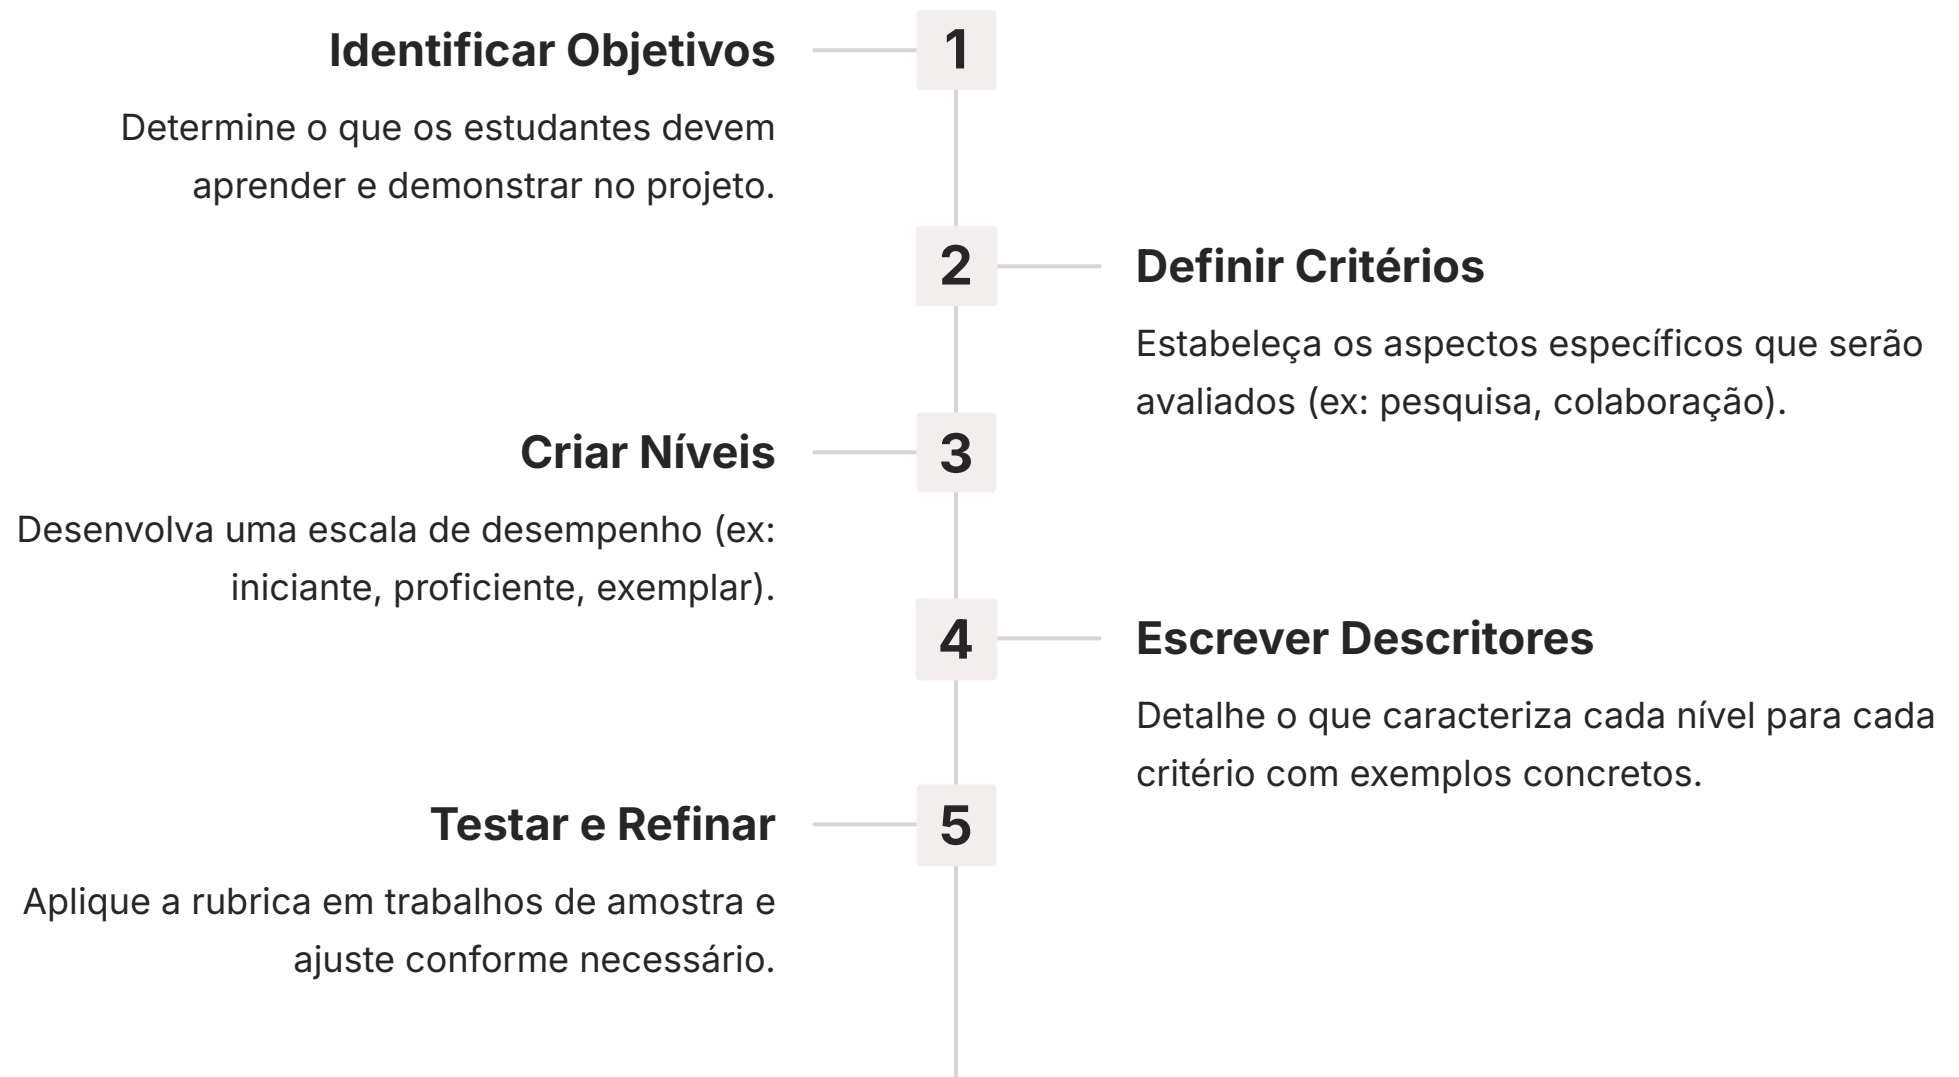 Identificar Objetivos
1
Determine o que os estudantes devem
aprender e demonstrar no projeto.
2
Definir Critérios
Estabeleça os aspectos específicos que serão
avaliados (ex: pesquisa, colaboração).
Criar Níveis
3
Desenvolva uma escala de desempenho (ex:
iniciante, proficiente, exemplar).
4
Escrever Descritores
Detalhe o que caracteriza cada nível para cada
critério com exemplos concretos.
Testar e Refinar
5
Aplique a rubrica em trabalhos de amostra e
ajuste conforme necessário.